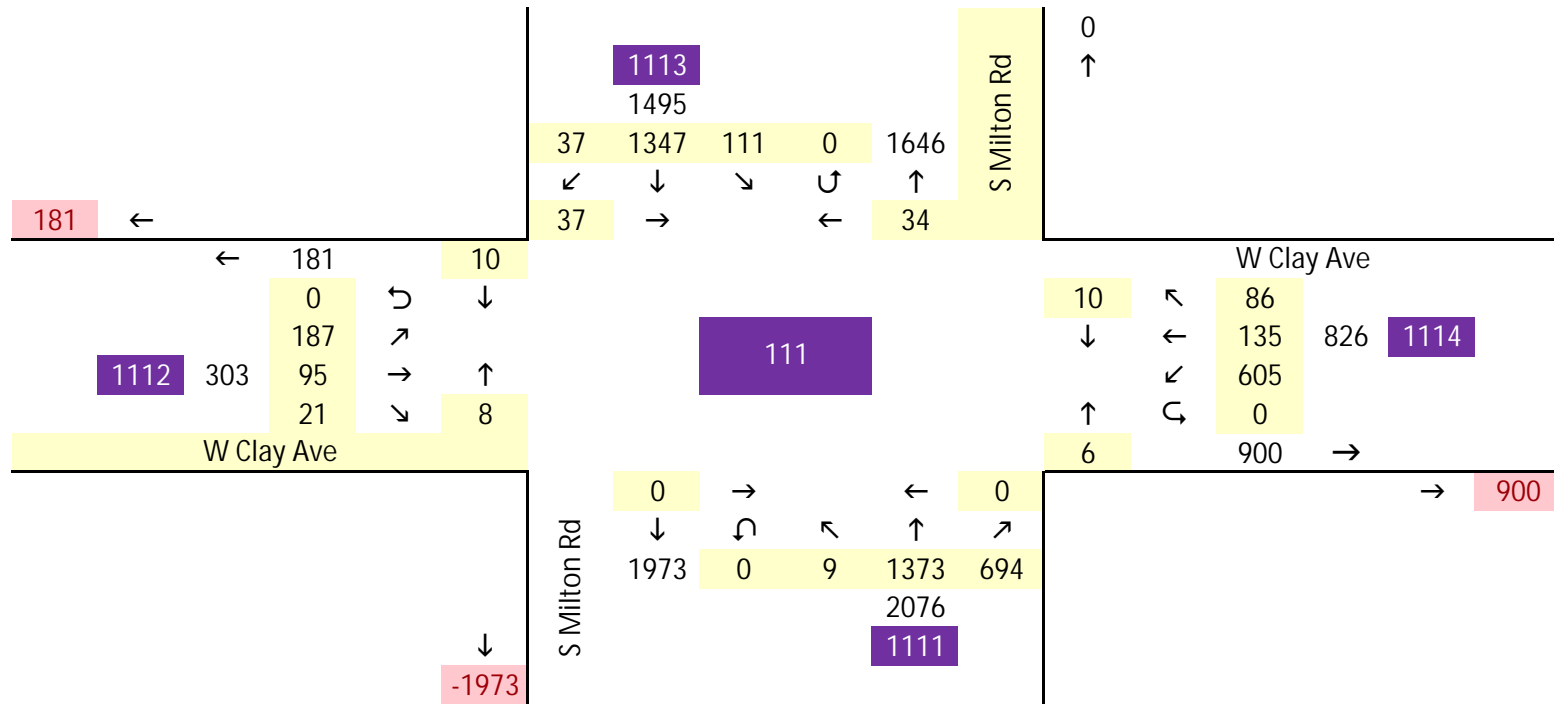 0
1113 ↑
1495
37 1347 111 0 1646
S Milton Rd
↙ ↓ ↘ ⮍ ↑
181 ← 37 → ← 34
← 181 10 W Clay Ave
0 ⮌ ↓ 10 ↖ 86
187 ↗ 111 ↓ ← 135 826 1114
1112 303 95 → ↑ ↙ 605
21 ↘ 8 ↑ ⮎ 0
W Clay Ave 6 900 →
0 → ← 0 → 900
↓ ⮏ ↖ ↑ ↗
S Milton Rd
1973 0 9 1373 694
2076
↓ 1111
-1973